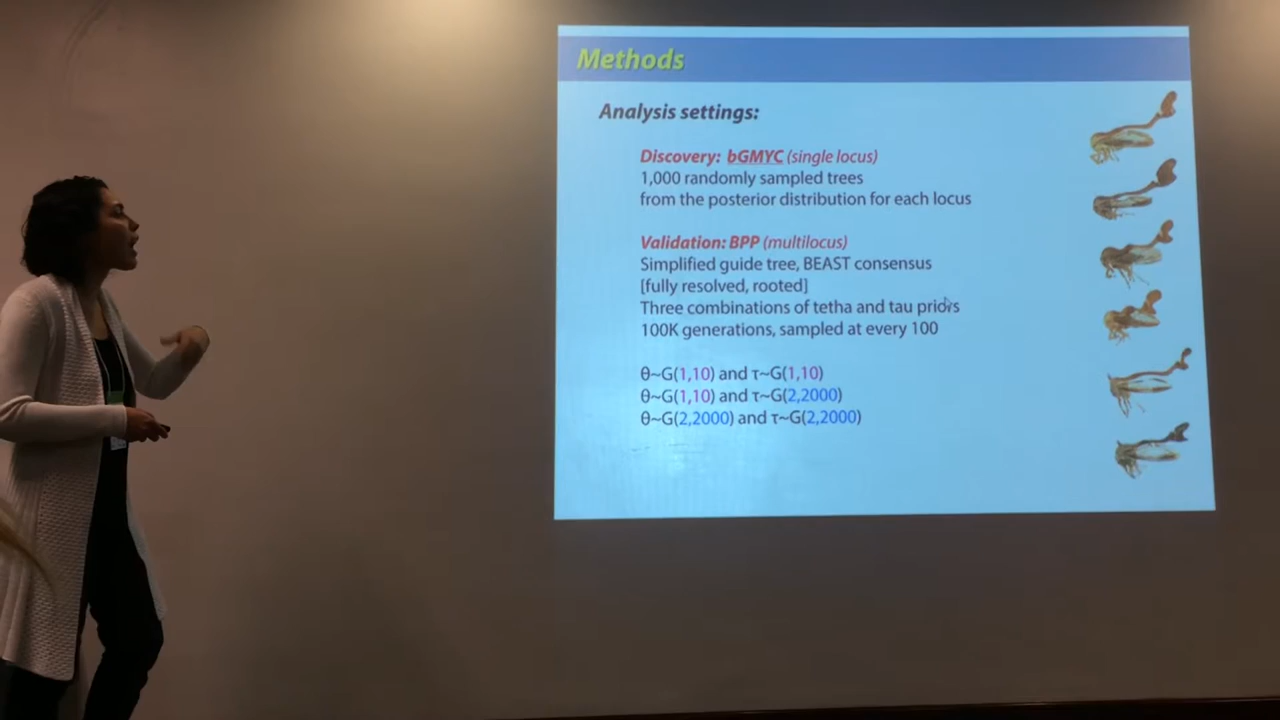 Methods
Analysis settings:
Discovery: bGMYC (single locus)
1,000 randomly sampled trees
from the posterior distribution for each locus
Validation: BPP (multilocus)
Simplified guide tree, BEAST consensus
[fully resolved, rooted]
Three combinations of tetha and tau priors
100K generations, sampled at every 100
θ~G(1,10) and τ~G(1,10)
θ~G(1,10) and τ~G(2,2000)
θ~G(2,2000) and τ~G(2,2000)